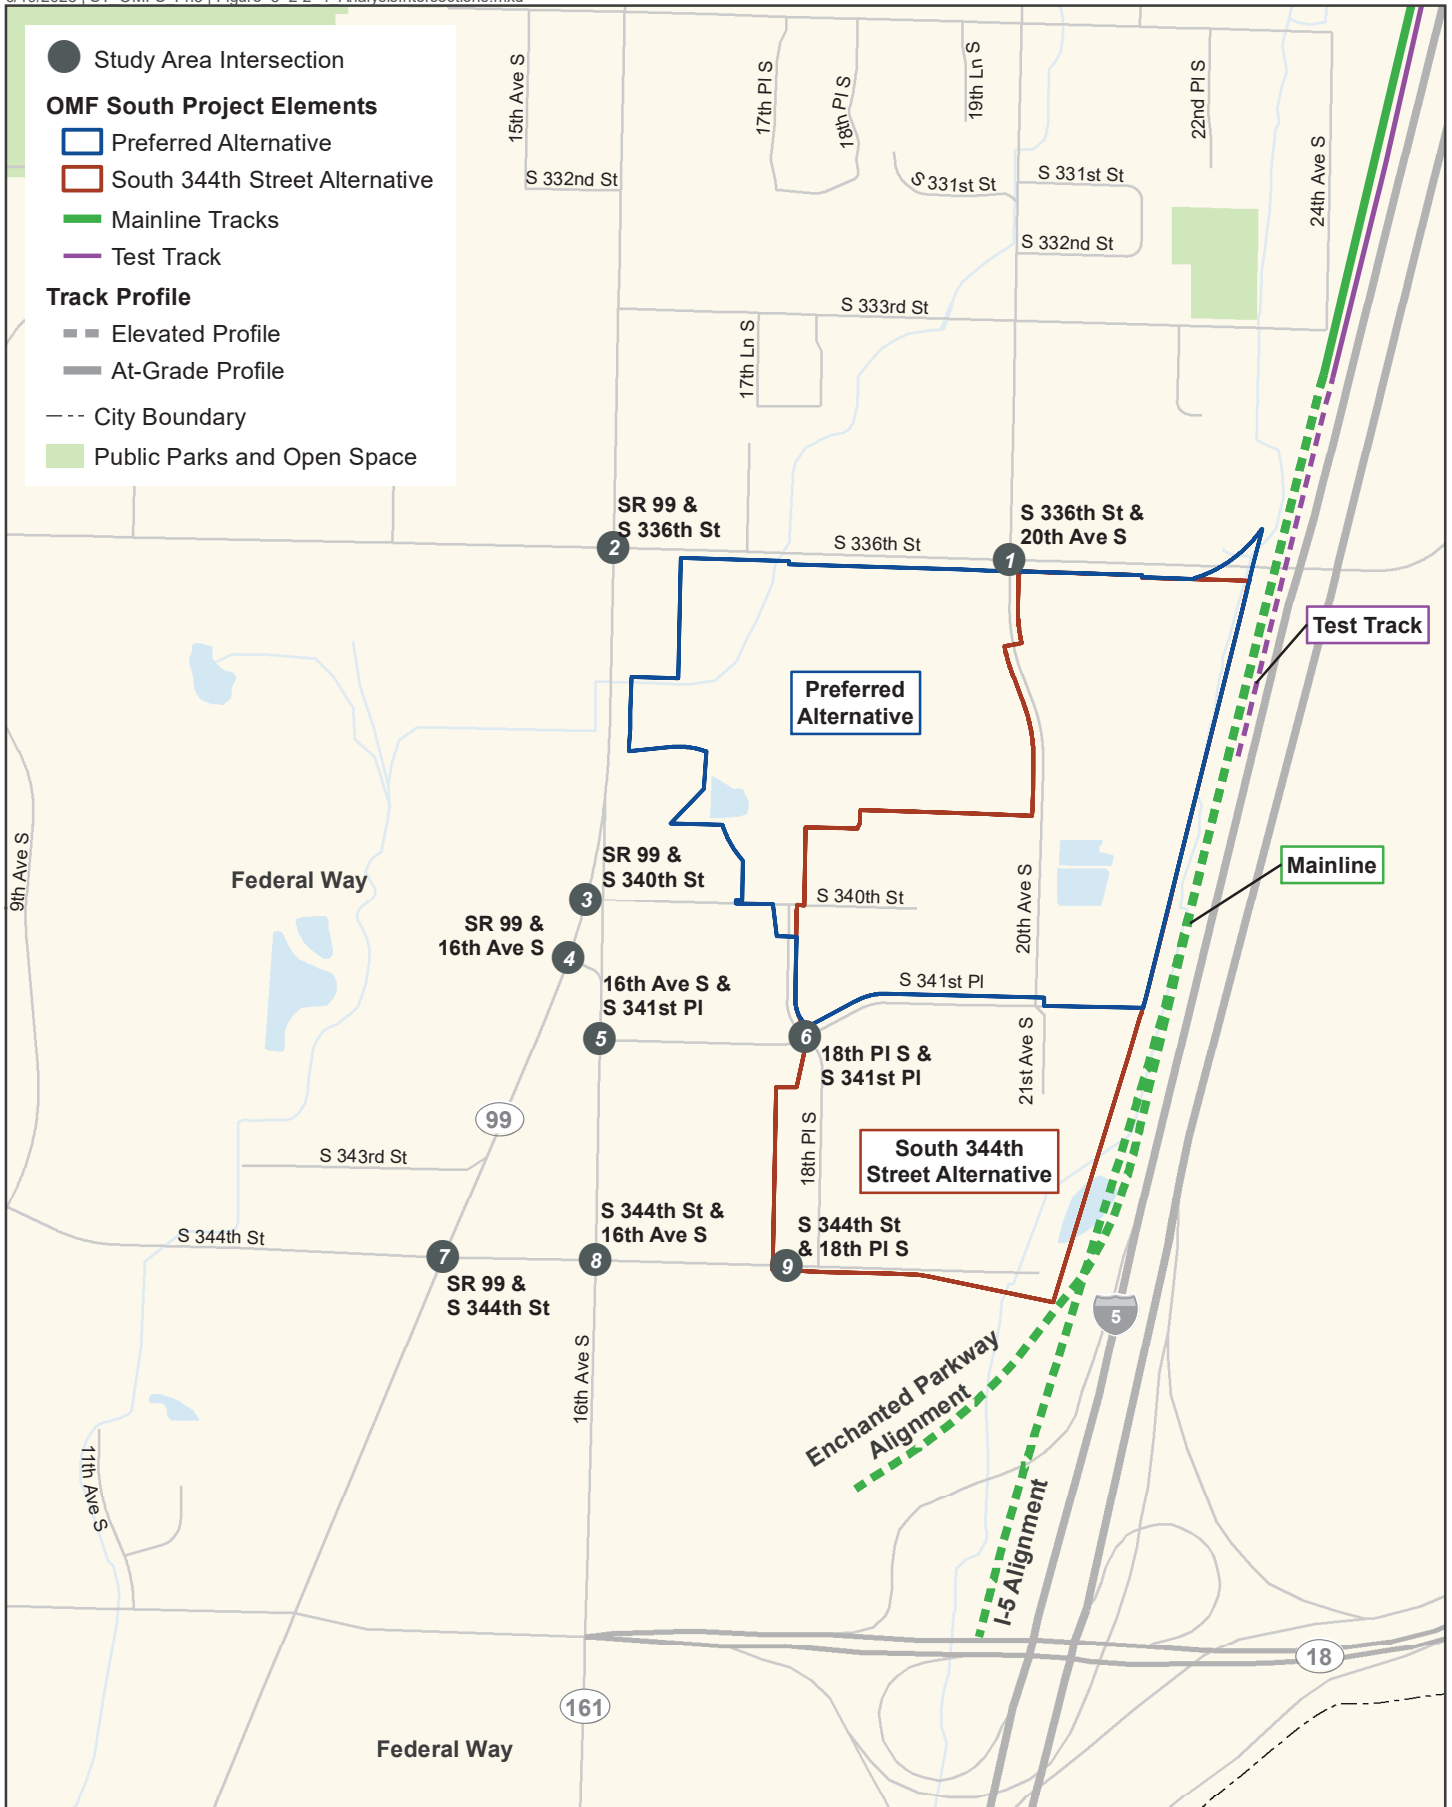 Study Area Intersection
OMF South Project Elements
Preferred Alternative
South 344th Street Alternative
Mainline Tracks
Test Track
Track Profile
Elevated Profile
At-Grade Profile
City Boundary
Public Parks and Open Space
15th Ave S
17th Pl S
18th Pl S
19th Ln S
22nd Pl S
24th Ave S
S 332nd St
S 331st St
S 331st St
S 332nd St
S 333rd St
17th Ln S
SR 99 &
S 336th St
2
S 336th St
S 336th St &
20th Ave S
1
Test Track
Preferred
Alternative
9th Ave S
Federal Way
SR 99 &
S 340th St
3
S 340th St
20th Ave S
Mainline
SR 99 &
16th Ave S
4
16th Ave S &
S 341st Pl
5
S 341st Pl
6
18th Pl S &
S 341st Pl
21st Ave S
99
S 343rd St
18th Pl S
South 344th
Street Alternative
S 344th St
7
SR 99 &
S 344th St
S 344th St &
16th Ave S
8
S 344th St
& 18th Pl S
9
5
16th Ave S
Enchanted Parkway
Alignment
I-5 Alignment
11th Ave S
18
161
Federal Way